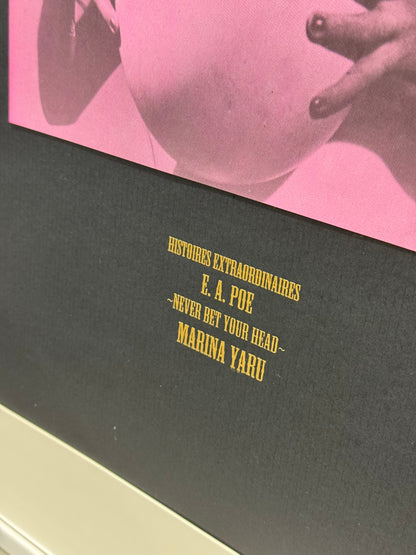 HISTOIRES EXTRAORDINAIRES
E. A. POE
~NEVER BET YOUR HEAD~
MARINA YARU